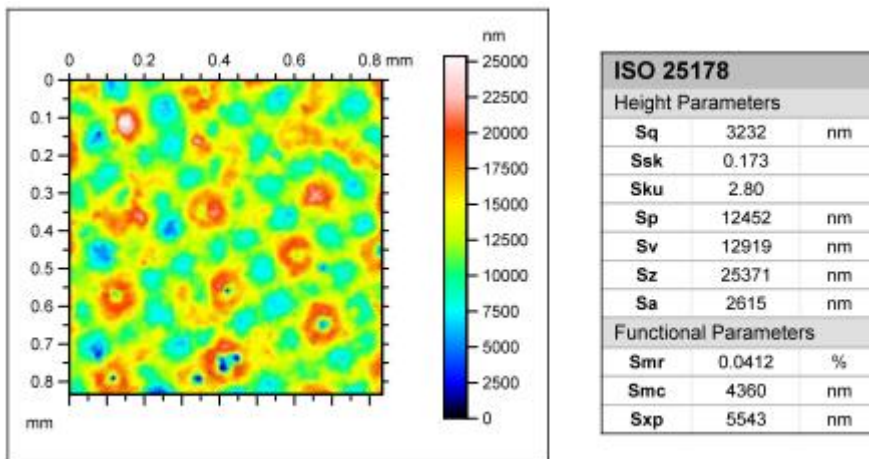 nm
0 0.2 0.4 0.6 0.8 mm
0
0.1
0.2
0.3
0.4
0.5
0.6
0.7
0.8
mm
25000
22500
20000
17500
15000
12500
10000
7500
5000
2500
0
ISO 25178
Height Parameters
Sq 3232 nm
Ssk 0.173
Sku 2.80
Sp 12452 nm
Sv 12919 nm
Sz 25371 nm
Sa 2615 nm
Functional Parameters
Smr 0.0412 %
Smc 4360 nm
Sxp 5543 nm